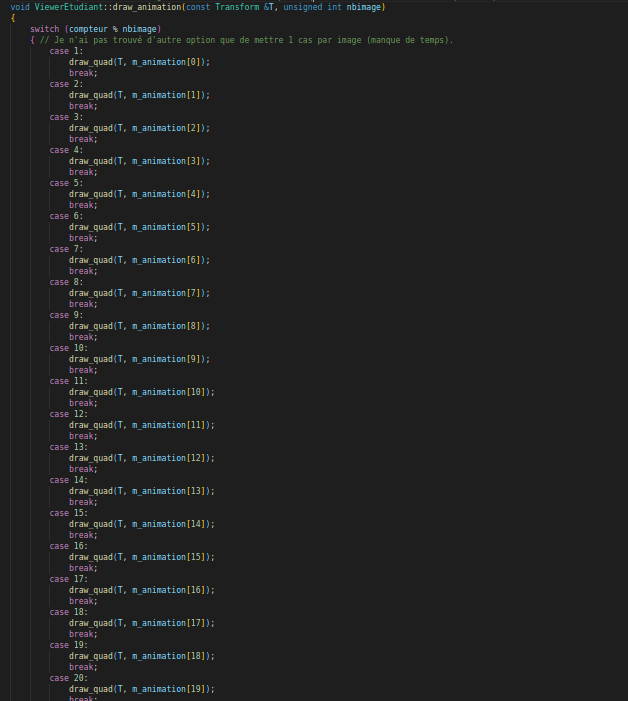 void ViewerEtudiant::draw_animation(const Transform &T, unsigned int nbimage)
{
switch (compteur % nbimage)
{ // Je n'ai pas trouvé d'autre option que de mettre 1 cas par image (manque de temps).
case 1:
draw_quad(T, m_animation[0]);
break;
case 2:
draw_quad(T, m_animation[1]);
break;
case 3:
draw_quad(T, m_animation[2]);
break;
case 4:
draw_quad(T, m_animation[3]);
break;
case 5:
draw_quad(T, m_animation[4]);
break;
case 6:
draw_quad(T, m_animation[5]);
break;
case 7:
draw_quad(T, m_animation[6]);
break;
case 8:
draw_quad(T, m_animation[7]);
break;
case 9:
draw_quad(T, m_animation[8]);
break;
case 10:
draw_quad(T, m_animation[9]);
break;
case 11:
draw_quad(T, m_animation[10]);
break;
case 12:
draw_quad(T, m_animation[11]);
break;
case 13:
draw_quad(T, m_animation[12]);
break;
case 14:
draw_quad(T, m_animation[13]);
break;
case 15:
draw_quad(T, m_animation[14]);
break;
case 16:
draw_quad(T, m_animation[15]);
break;
case 17:
draw_quad(T, m_animation[16]);
break;
case 18:
draw_quad(T, m_animation[17]);
break;
case 19:
draw_quad(T, m_animation[18]);
break;
case 20:
draw_quad(T, m_animation[19]);
break;